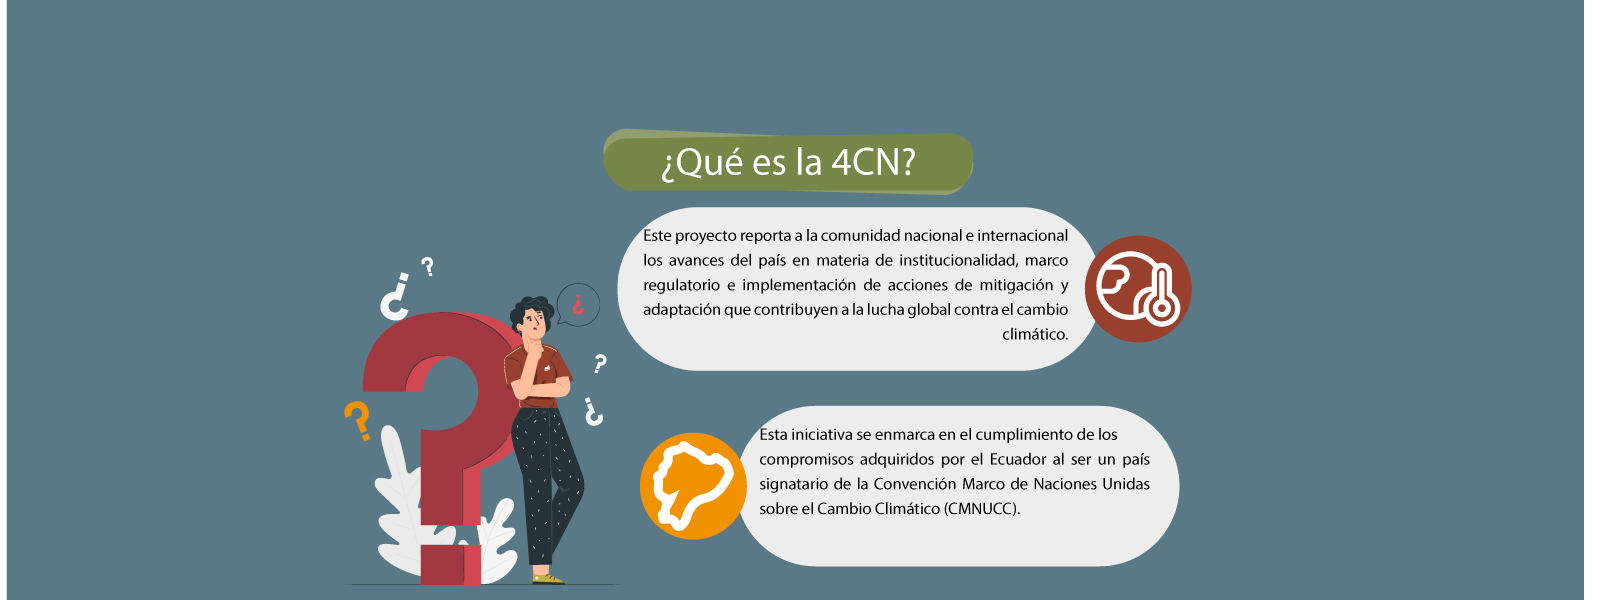 ¿Qué es la 4CN?
Este proyecto reporta a la comunidad nacional e internacional
los avances del país en materia de institucionalidad, marco
regulatorio e implementación de acciones de mitigación y
adaptación que contribuyen a la lucha global contra el cambio
climático.
Esta iniciativa se enmarca en el cumplimiento de los
compromisos adquiridos por el Ecuador al ser un país
signatario de la Convención Marco de Naciones Unidas
sobre el Cambio Climático (CMNUCC).